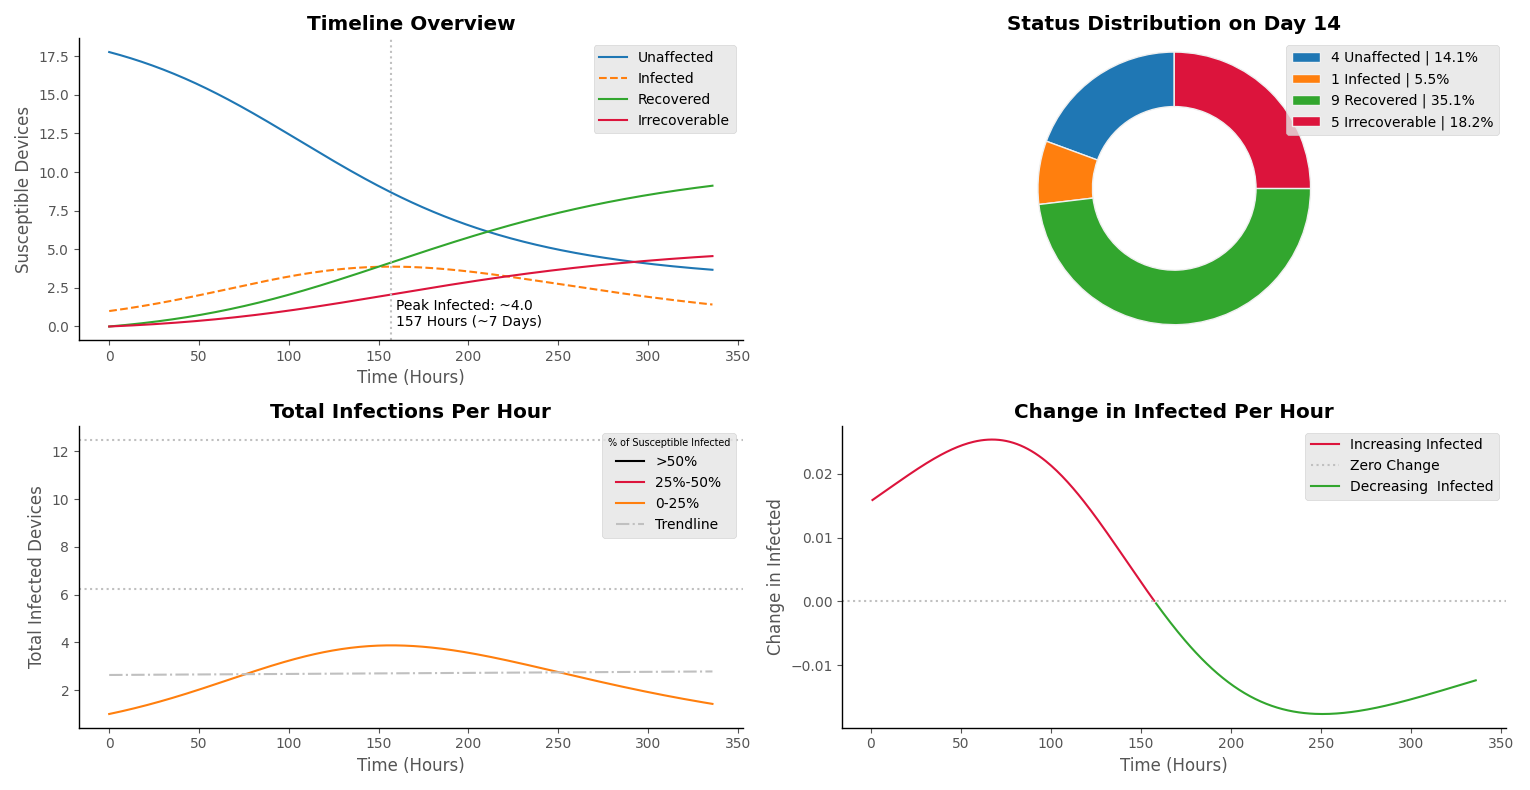 Timeline Overview
Susceptible Devices
17.5
15.0
12.5
10.0
7.5
5.0
2.5
0.0
Unaffected
Infected
Recovered
Irrecoverable
Peak Infected: ~4.0
157 Hours (~7 Days)
0 50 100 150 200 250 300 350
Time (Hours)
Status Distribution on Day 14
4 Unaffected | 14.1%
1 Infected | 5.5%
9 Recovered | 35.1%
5 Irrecoverable | 18.2%
Total Infections Per Hour
Total Infected Devices
12
10
8
6
4
2
% of Susceptible Infected
>50%
25%-50%
0-25%
Trendline
0 50 100 150 200 250 300 350
Time (Hours)
Change in Infected Per Hour
Change in Infected
0.02
0.01
0.00
−0.01
Increasing Infected
Zero Change
Decreasing  Infected
0 50 100 150 200 250 300 350
Time (Hours)